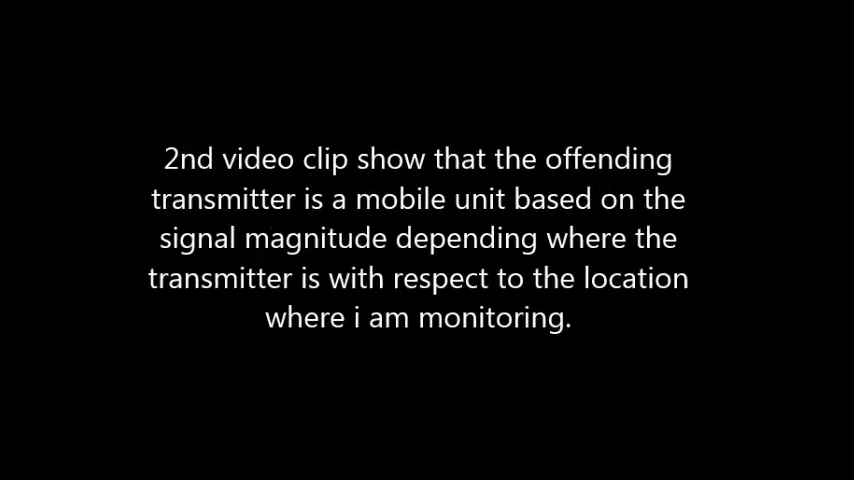 2nd video clip show that the offending
transmitter is a mobile unit based on the
signal magnitude depending where the
transmitter is with respect to the location
where i am monitoring.